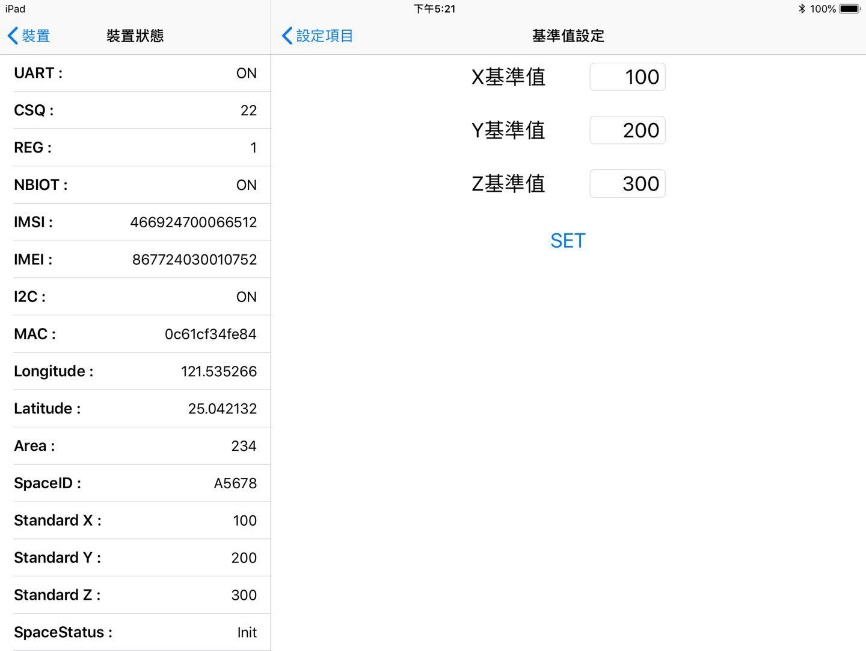 iPad 下午5:21 100%
裝置 裝置狀態 設定項目 基準值設定
UART : ON
CSQ : 22
REG : 1
NBIOT : ON
IMSI : 466924700066512
IMEI : 867724030010752
I2C : ON
MAC : 0c61cf34fe84
Longitude : 121.535266
Latitude : 25.042132
Area : 234
SpaceID : A5678
Standard X : 100
Standard Y : 200
Standard Z : 300
SpaceStatus : Init
X基準值 100
Y基準值 200
Z基準值 300
SET